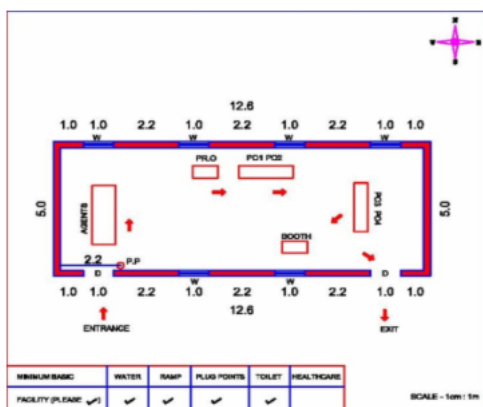 N
W E
S
12.6
1.0 1.0 2.2 1.0 2.2 1.0 2.2 1.0 1.0
W W W W
PR.O PO1 PO2
AGENTS
PO3 PO4
5.0 5.0
BOOTH
2.2 P.P
D D
1.0 1.0 2.2 1.0 2.2 1.0 2.2 1.0 1.0
W W
12.6
ENTRANCE EXIT
MINIMUM BASIC WATER RAMP PLUG POINTS TOILET HEALTHCARE
FACILITY (PLEASE ✓) ✓ ✓ ✓ ✓
SCALE - 1cm : 1m